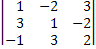 | 1 −2 3 |
| 3 1 −2 |
| −1 3 2 |